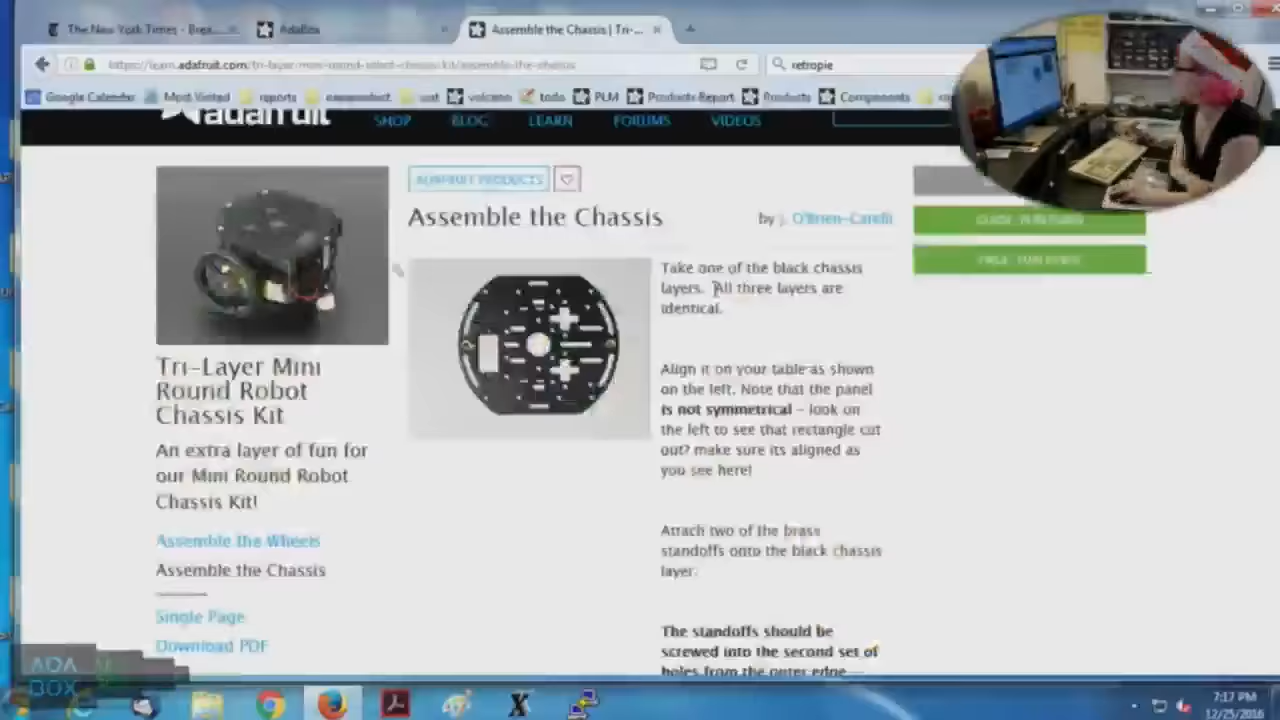 The New York Times - Brea...
AdaBox
Assemble the Chassis | Tri-...
https://learn.adafruit.com/tri-layer-mini-round-robot-chassis-kit/assemble-the-chassis
retropie
Google Calendar
Most Visited
reports
volcano
todo
PLM
Products Report
Products
Components
adafruit
SHOP
BLOG
LEARN
FORUMS
VIDEOS
ADAFRUIT PRODUCTS
Assemble the Chassis
by J. O'Brien-Carelli
Take one of the black chassis
layers. All three layers are
identical.
Align it on your table as shown
on the left. Note that the panel
is not symmetrical - look on
the left to see that rectangle cut
out? make sure its aligned as
you see here!
Attach two of the brass
standoffs onto the black chassis
layer.
The standoffs should be
screwed into the second set of
holes from the outer edge —
Tri-Layer Mini
Round Robot
Chassis Kit
An extra layer of fun for
our Mini Round Robot
Chassis Kit!
Assemble the Wheels
Assemble the Chassis
Single Page
Download PDF
ADA
BOX
7:17 PM
12/25/2016